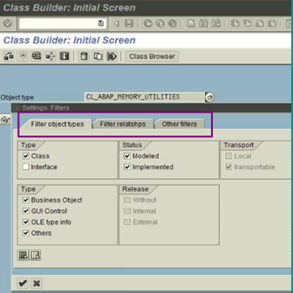 Class Builder: Initial Screen
Class Builder: Initial Screen
Class Browser
Object type CL_ABAP_MEMORY_UTILITIES
Settings: Filters
Filter object types Filter relatshps Other filters
Type Status Transport
Class Modeled Local
Interface Implemented transportable
Type Release
Business Object Without
GUI Control Internal
OLE type info External
Others